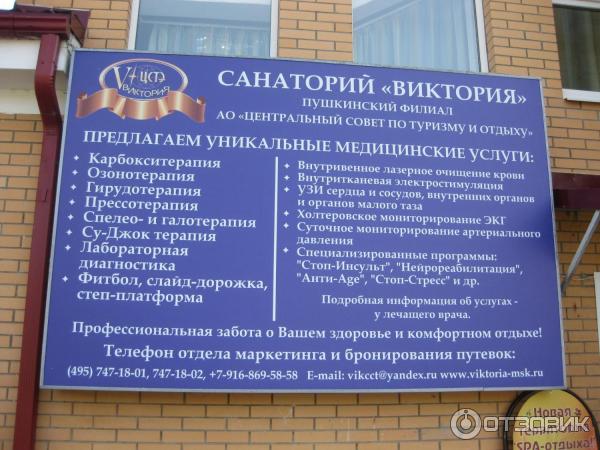 V+ЦСТЭ
ВИКТОРИЯ
САНАТОРИЙ «ВИКТОРИЯ»
ПУШКИНСКИЙ ФИЛИАЛ
АО «ЦЕНТРАЛЬНЫЙ СОВЕТ ПО ТУРИЗМУ И ОТДЫХУ»
ПРЕДЛАГАЕМ УНИКАЛЬНЫЕ МЕДИЦИНСКИЕ УСЛУГИ:
Карбокситерапия
Озонотерапия
Гирудотерапия
Прессотерапия
Спелео- и галотерапия
Су-Джок терапия
Лабораторная
диагностика
Фитбол, слайд-дорожка,
степ-платформа
Внутривенное лазерное очищение крови
Внутритканевая электростимуляция
УЗИ сердца и сосудов, внутренних органов
и органов малого таза
Холтеровское мониторирование ЭКГ
Суточное мониторирование артериального
давления
Специализированные программы:
"Стоп-Инсульт", "Нейрореабилитация",
"Анти-Age", "Стоп-Стресс" и др.
Подробная информация об услугах -
у лечащего врача.
Профессиональная забота о Вашем здоровье и комфортном отдыхе!
Телефон отдела маркетинга и бронирования путевок:
(495) 747-18-01, 747-18-02, +7-916-869-58-58 E-mail: vikcct@yandex.ru www.viktoria-msk.ru
«Новая
SPA-отдыха!
ОТЗОВИК